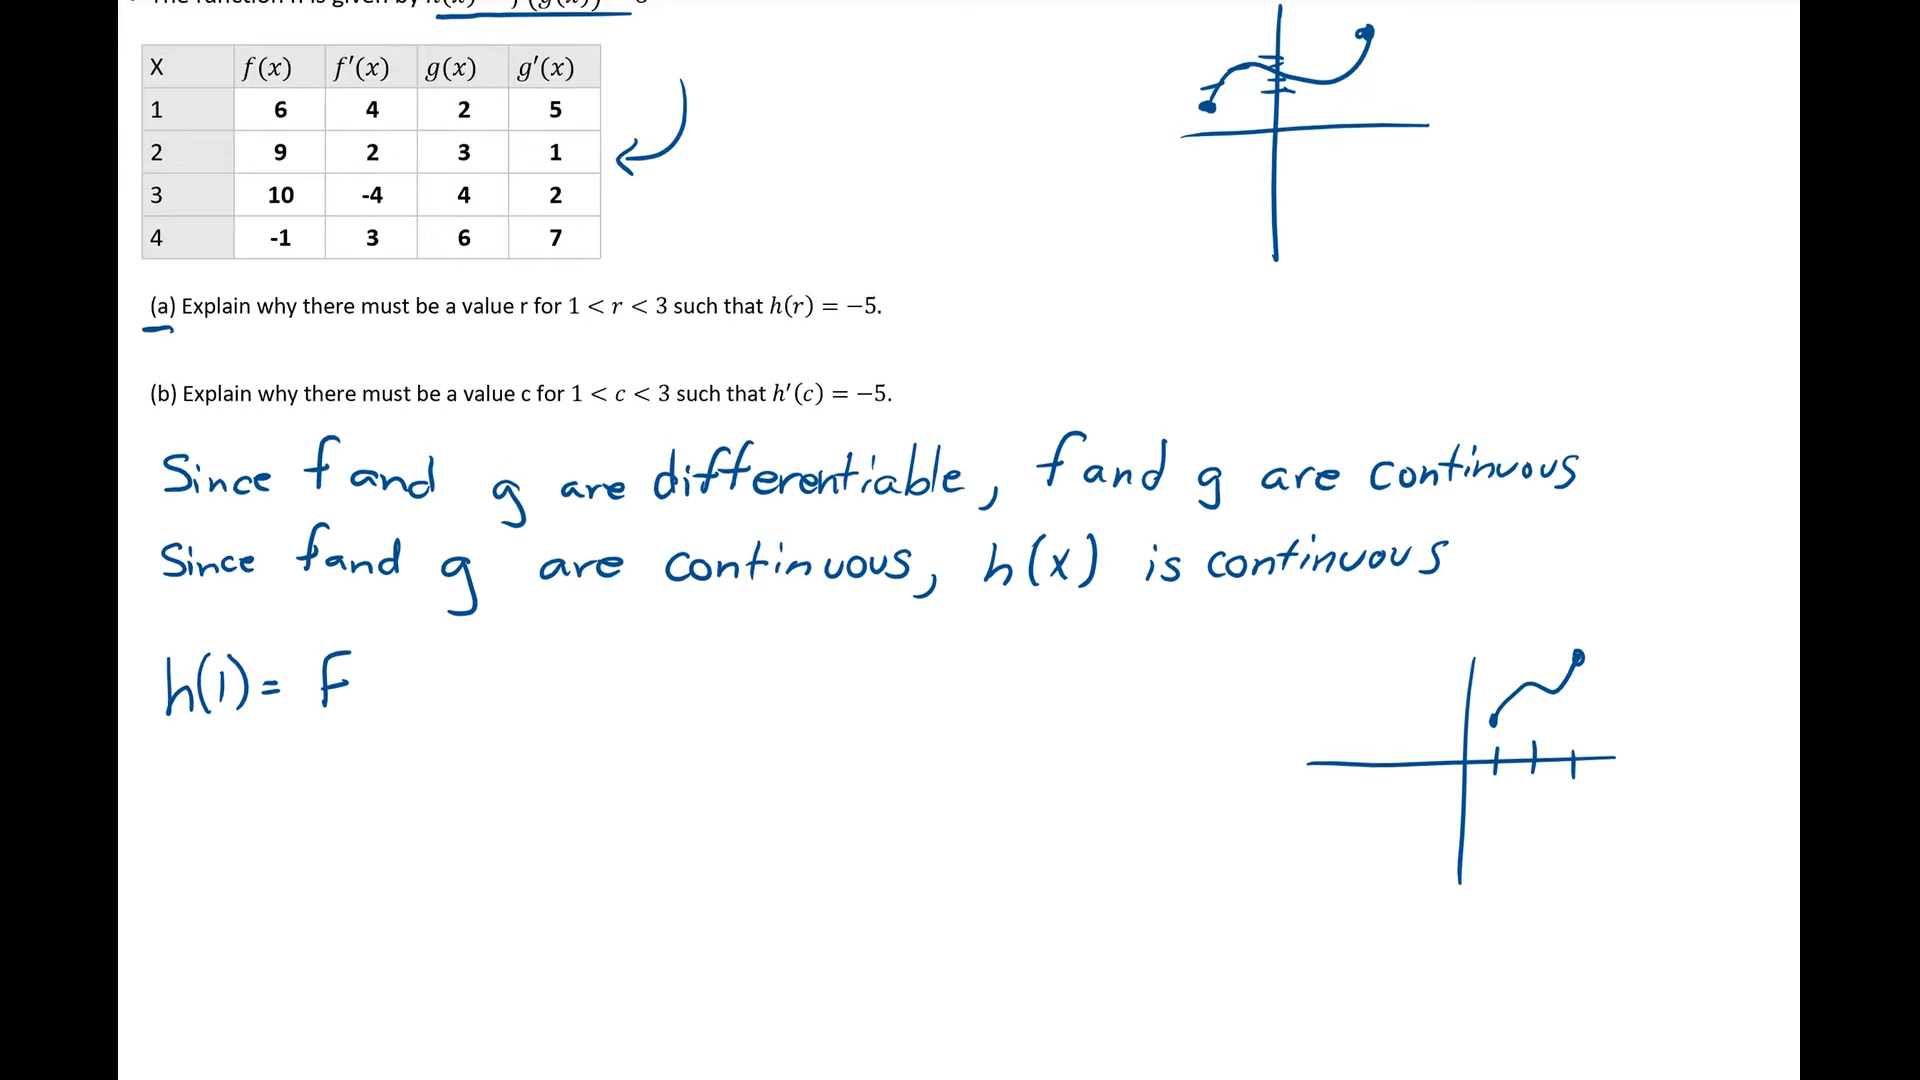 X f(x) f′(x) g(x) g′(x)
1 6 4 2 5
2 9 2 3 1
3 10 -4 4 2
4 -1 3 6 7
(a) Explain why there must be a value r for 1 < r < 3 such that h(r) = −5.
(b) Explain why there must be a value c for 1 < c < 3 such that h′(c) = −5.
Since f and g are differentiable, f and g are continuous
Since f and g are continuous, h(x) is continuous
h(1) = F